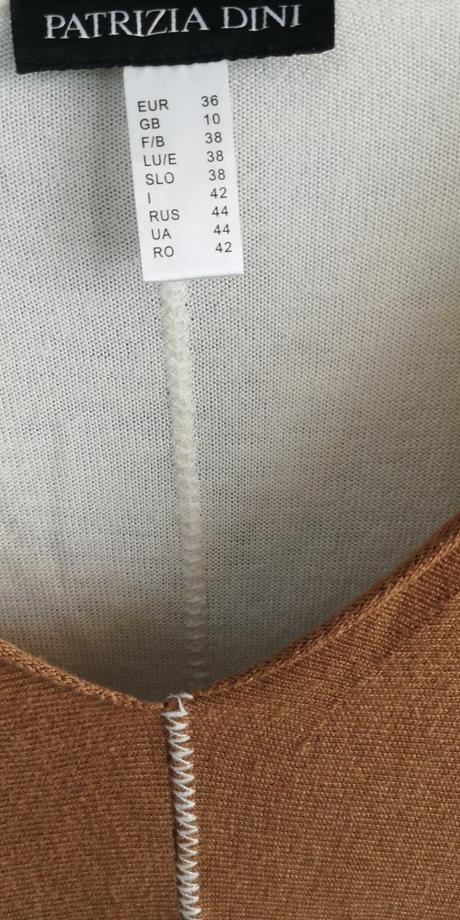 PATRIZIA DINI
EUR 36
GB 10
F/B 38
LU/E 38
SLO 38
I 42
RUS 44
UA 44
RO 42